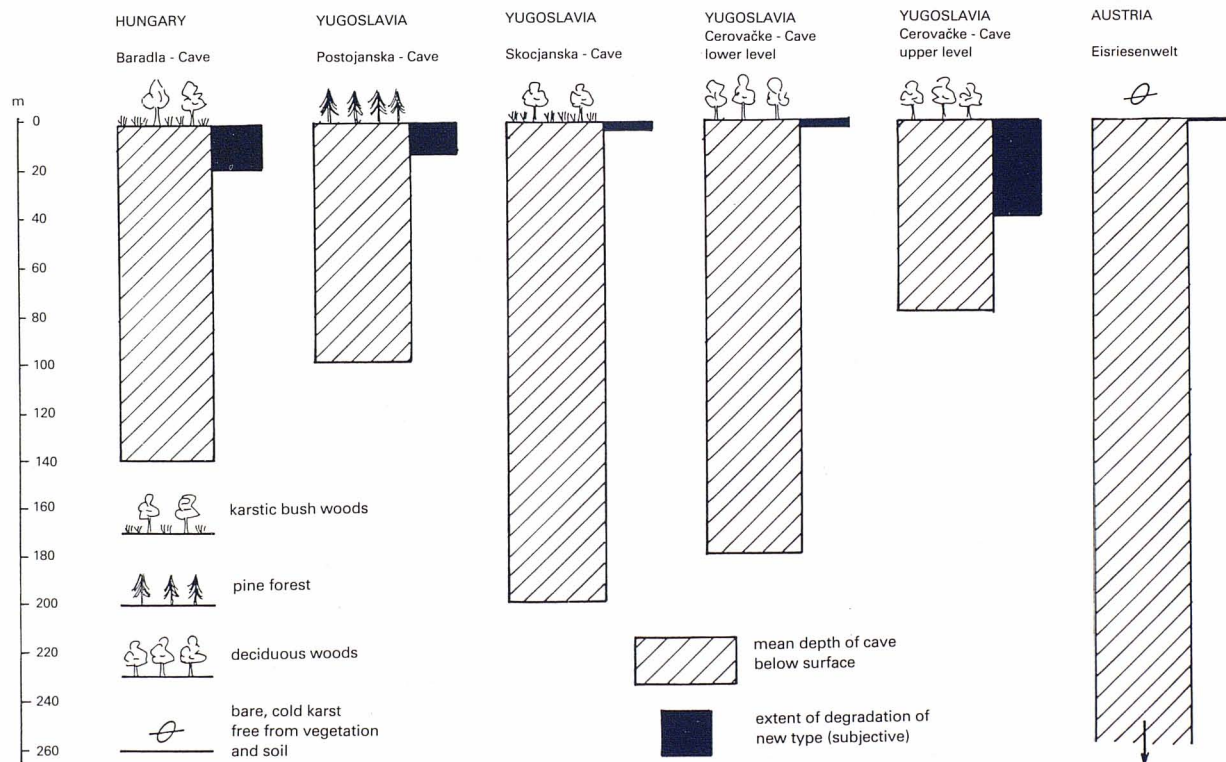 HUNGARY
Baradla - Cave
YUGOSLAVIA
Postojanska - Cave
YUGOSLAVIA
Skocjanska - Cave
YUGOSLAVIA
Cerovačke - Cave
lower level
YUGOSLAVIA
Cerovačke - Cave
upper level
AUSTRIA
Eisriesenwelt
m
0
20
40
60
80
100
120
140
160
180
200
220
240
260
karstic bush woods
pine forest
deciduous woods
bare, cold karst
free from vegetation
and soil
mean depth of cave
below surface
extent of degradation of
new type (subjective)